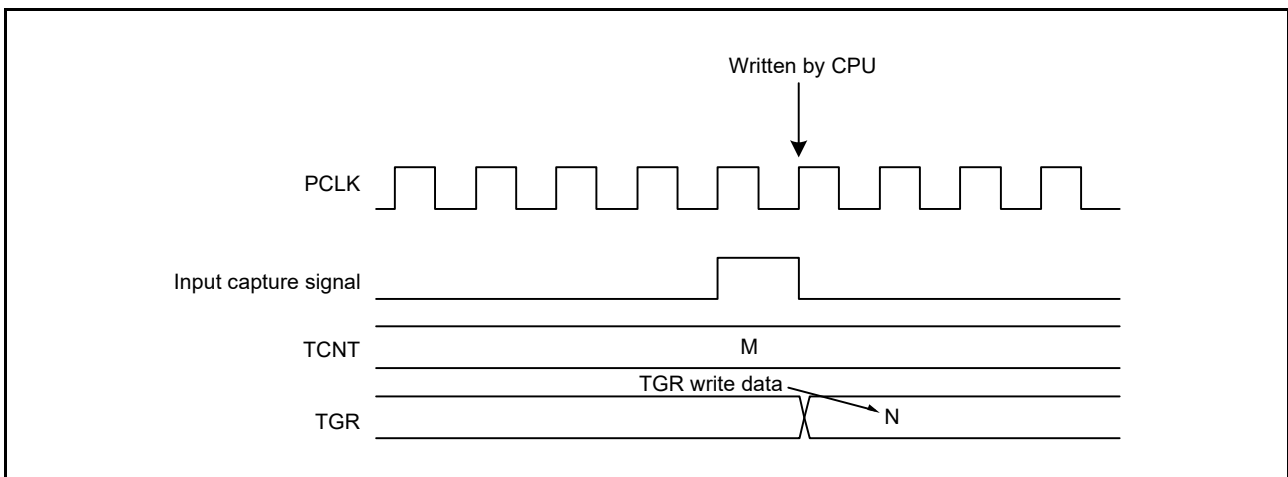 Written by CPU
PCLK
Input capture signal
TCNT
M
TGR write data
TGR
N